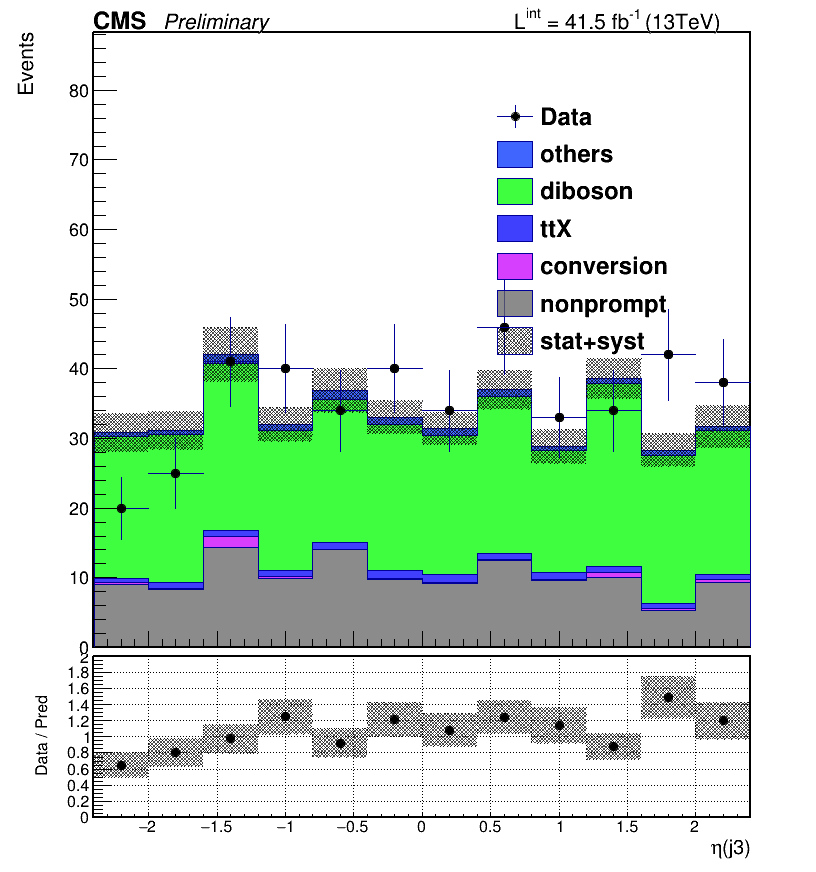 CMS Preliminary L^int = 41.5 fb^-1 (13TeV)
Events
80
70
60
50
40
30
20
10
0
Data
others
diboson
ttX
conversion
nonprompt
stat+syst
Data / Pred
2
1.8
1.6
1.4
1.2
1
0.8
0.6
0.4
0.2
0
−2 −1.5 −1 −0.5 0 0.5 1 1.5 2
η(j3)